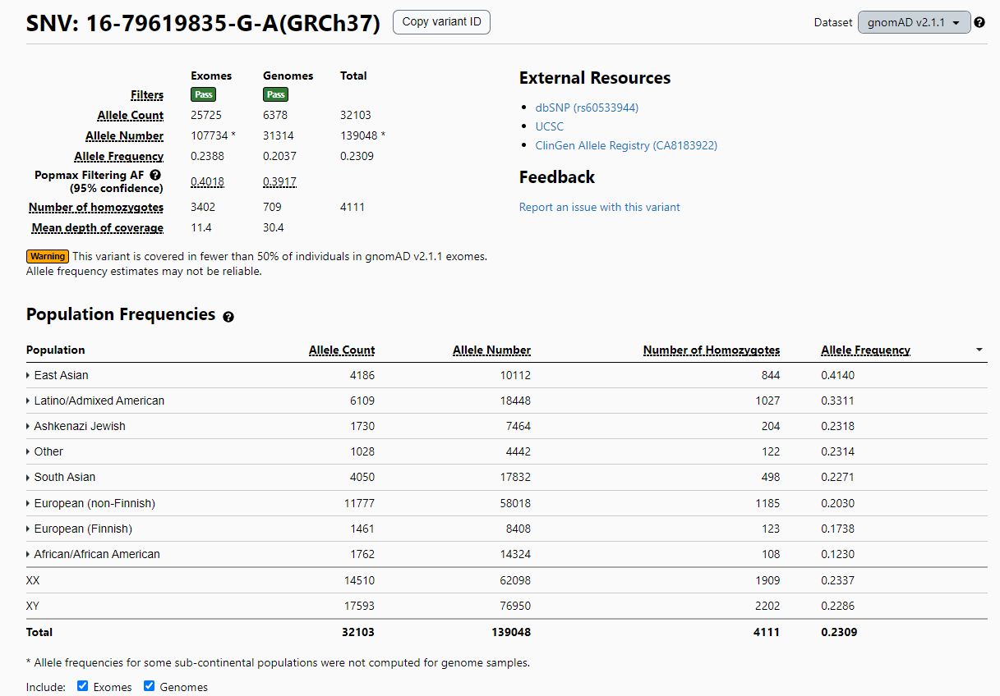 SNV: 16-79619835-G-A(GRCh37) Copy variant ID Dataset gnomAD v2.1.1
Exomes Genomes Total
Filters Pass Pass
Allele Count 25725 6378 32103
Allele Number 107734 * 31314 139048 *
Allele Frequency 0.2388 0.2037 0.2309
Popmax Filtering AF ?
(95% confidence) 0.4018 0.3917
Number of homozygotes 3402 709 4111
Mean depth of coverage 11.4 30.4
Warning This variant is covered in fewer than 50% of individuals in gnomAD v2.1.1 exomes.
Allele frequency estimates may not be reliable.
External Resources
dbSNP (rs60533944)
UCSC
ClinGen Allele Registry (CA8183922)
Feedback
Report an issue with this variant
Population Frequencies ?
Population Allele Count Allele Number Number of Homozygotes Allele Frequency
East Asian 4186 10112 844 0.4140
Latino/Admixed American 6109 18448 1027 0.3311
Ashkenazi Jewish 1730 7464 204 0.2318
Other 1028 4442 122 0.2314
South Asian 4050 17832 498 0.2271
European (non-Finnish) 11777 58018 1185 0.2030
European (Finnish) 1461 8408 123 0.1738
African/African American 1762 14324 108 0.1230
XX 14510 62098 1909 0.2337
XY 17593 76950 2202 0.2286
Total 32103 139048 4111 0.2309
* Allele frequencies for some sub-continental populations were not computed for genome samples.
Include: Exomes Genomes